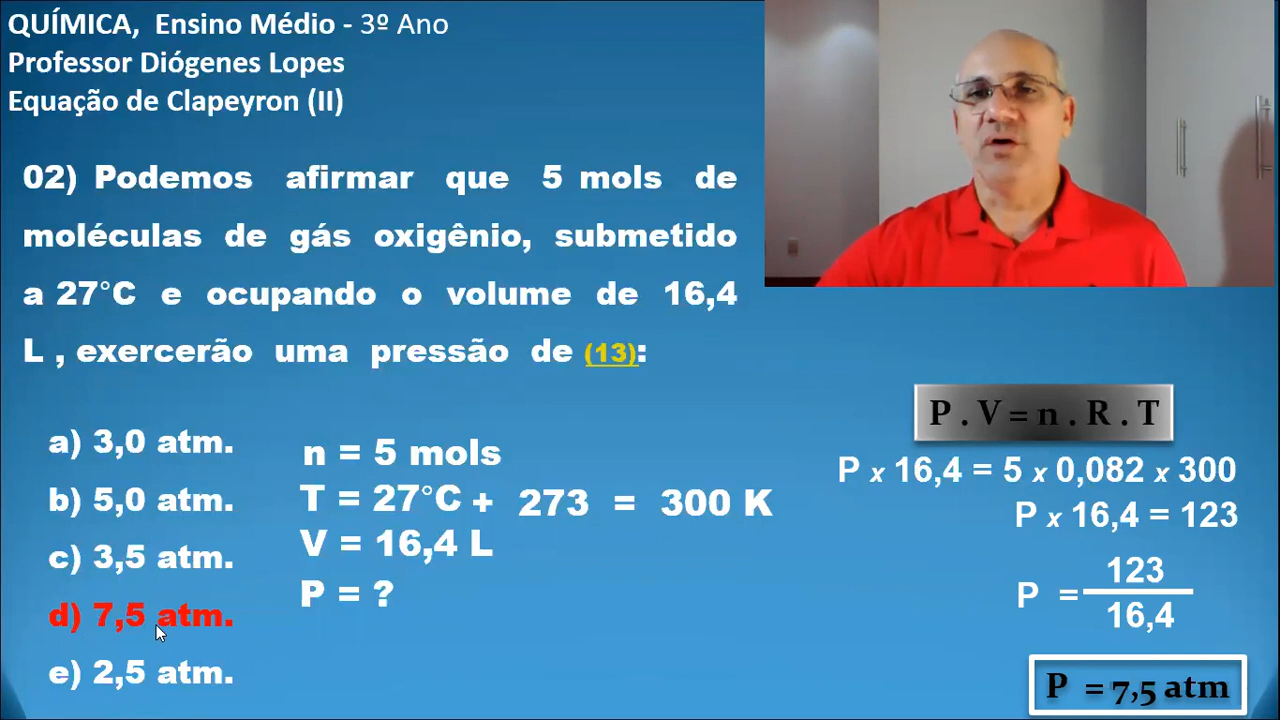 QUÍMICA, Ensino Médio - 3º Ano
Professor Diógenes Lopes
Equação de Clapeyron (II)
02) Podemos afirmar que 5 mols de
moléculas de gás oxigênio, submetido
a 27°C e ocupando o volume de 16,4
L , exercerão uma pressão de (13):
a) 3,0 atm.
b) 5,0 atm.
c) 3,5 atm.
d) 7,5 atm.
e) 2,5 atm.
n = 5 mols
T = 27°C + 273 = 300 K
V = 16,4 L
P = ?
P . V = n . R . T
P x 16,4 = 5 x 0,082 x 300
P x 16,4 = 123
P = 123
16,4
P = 7,5 atm